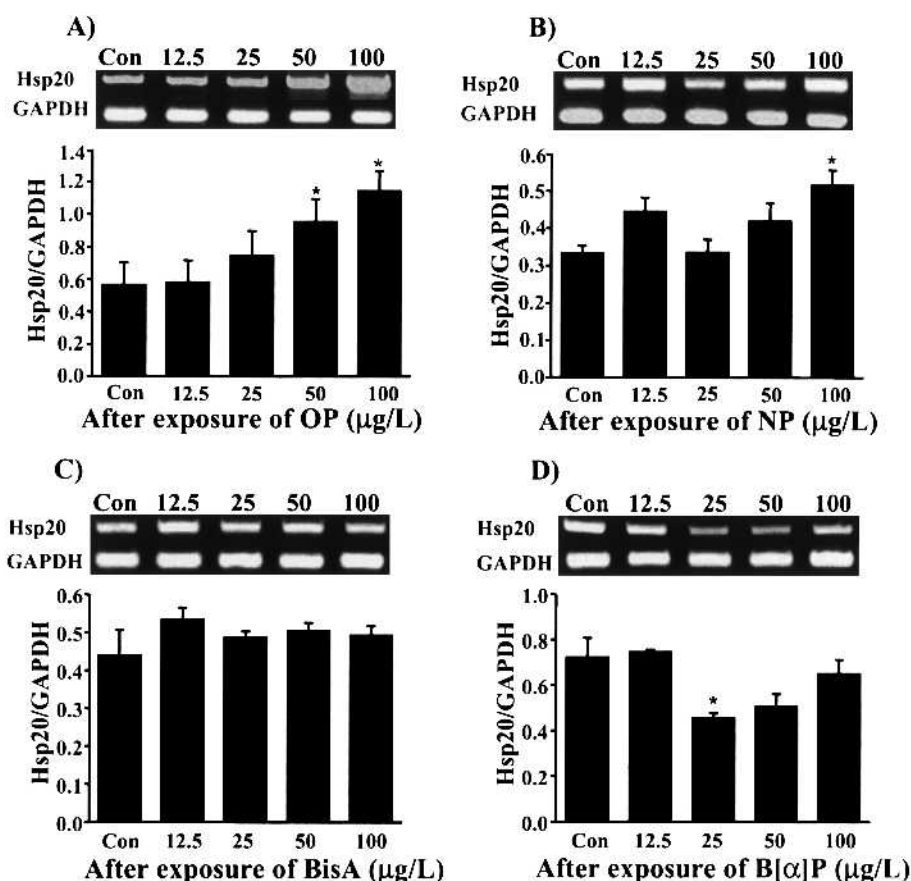 A)
Con 12.5 25 50 100
Hsp20
GAPDH
1.4
1.2
1.0
0.8
0.6
0.4
0.2
0.0
Hsp20/GAPDH
* *
Con 12.5 25 50 100
After exposure of OP (µg/L)
B)
Con 12.5 25 50 100
Hsp20
GAPDH
0.6
0.5
0.4
0.3
0.2
0.1
0.0
Hsp20/GAPDH
*
Con 12.5 25 50 100
After exposure of NP (µg/L)
C)
Con 12.5 25 50 100
Hsp20
GAPDH
0.6
0.5
0.4
0.3
0.2
0.1
0.0
Hsp20/GAPDH
Con 12.5 25 50 100
After exposure of BisA (µg/L)
D)
Con 12.5 25 50 100
Hsp20
GAPDH
1.0
0.8
0.6
0.4
0.2
0.0
Hsp20/GAPDH
*
Con 12.5 25 50 100
After exposure of B[α]P (µg/L)